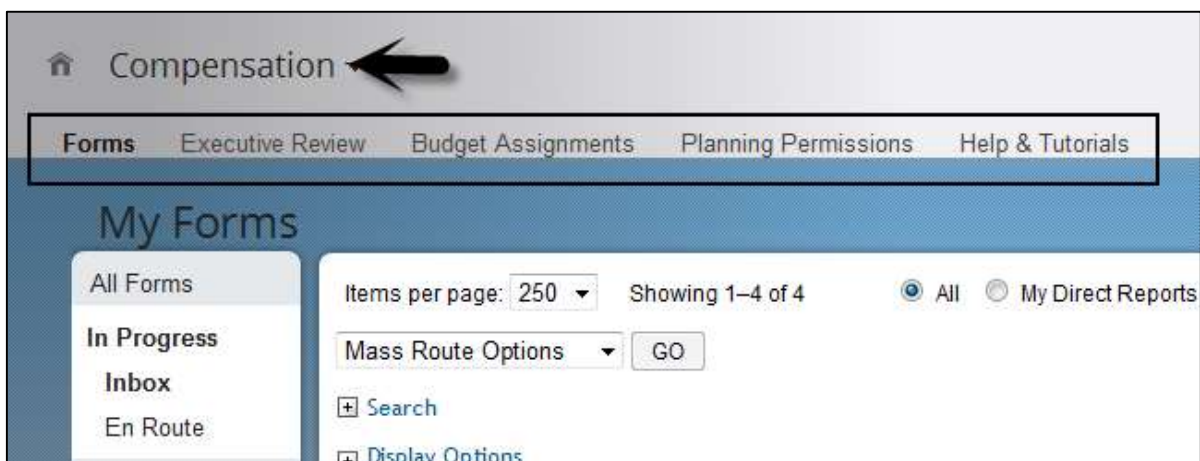 Compensation
Forms Executive Review Budget Assignments Planning Permissions Help & Tutorials
My Forms
All Forms
In Progress
Inbox
En Route
Items per page: 250 Showing 1–4 of 4 All My Direct Reports
Mass Route Options GO
Search
Display Options